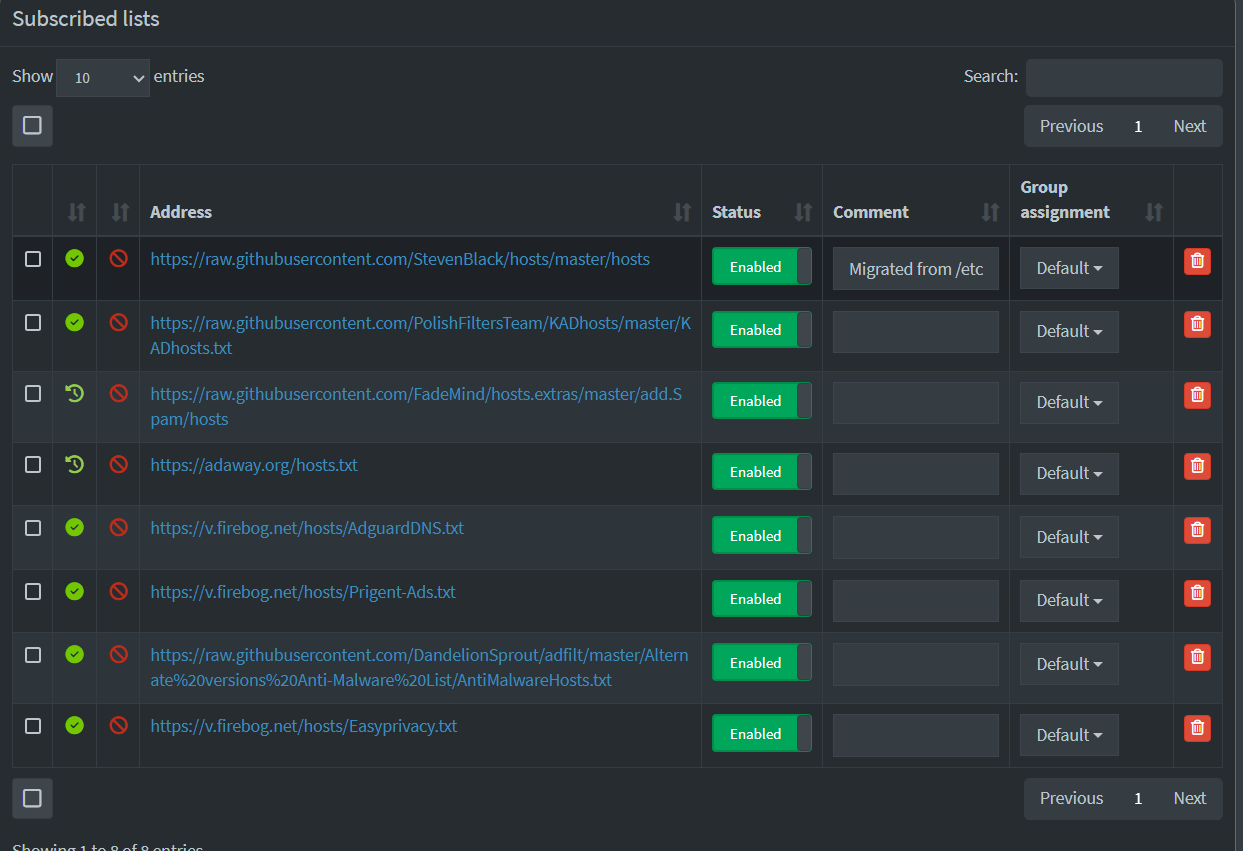 Subscribed lists
Show 10 entries Search:
Previous 1 Next
Address Status Comment Group assignment
https://raw.githubusercontent.com/StevenBlack/hosts/master/hosts Enabled Migrated from /etc Default
https://raw.githubusercontent.com/PolishFiltersTeam/KADhosts/master/K Enabled Default
ADhosts.txt
https://raw.githubusercontent.com/FadeMind/hosts.extras/master/add.S Enabled Default
pam/hosts
https://adaway.org/hosts.txt Enabled Default
https://v.firebog.net/hosts/AdguardDNS.txt Enabled Default
https://v.firebog.net/hosts/Prigent-Ads.txt Enabled Default
https://raw.githubusercontent.com/DandelionSprout/adfilt/master/Altern Enabled Default
ate%20versions%20Anti-Malware%20List/AntiMalwareHosts.txt
https://v.firebog.net/hosts/Easyprivacy.txt Enabled Default
Previous 1 Next
Showing 1 to 8 of 8 entries